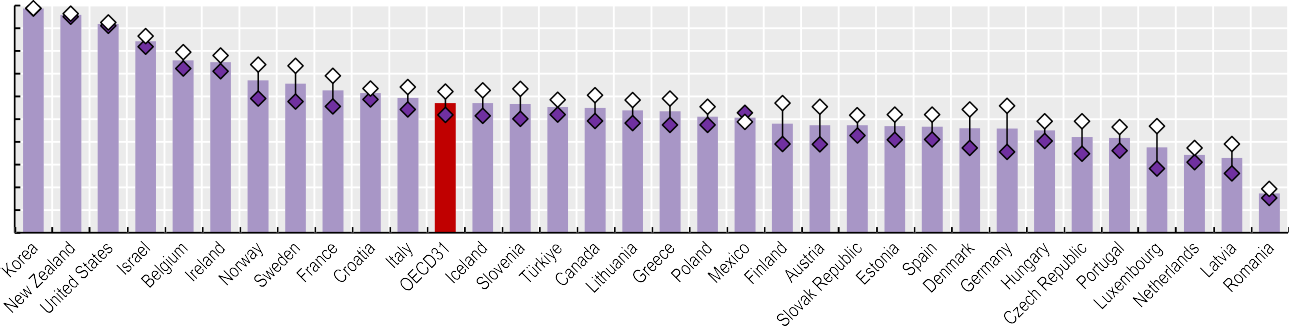 Korea
New Zealand
United States
Israel
Belgium
Ireland
Norway
Sweden
France
Croatia
Italy
OECD31
Iceland
Slovenia
Türkiye
Canada
Lithuania
Greece
Poland
Mexico
Finland
Austria
Slovak Republic
Estonia
Spain
Denmark
Germany
Hungary
Czech Republic
Portugal
Luxembourg
Netherlands
Latvia
Romania